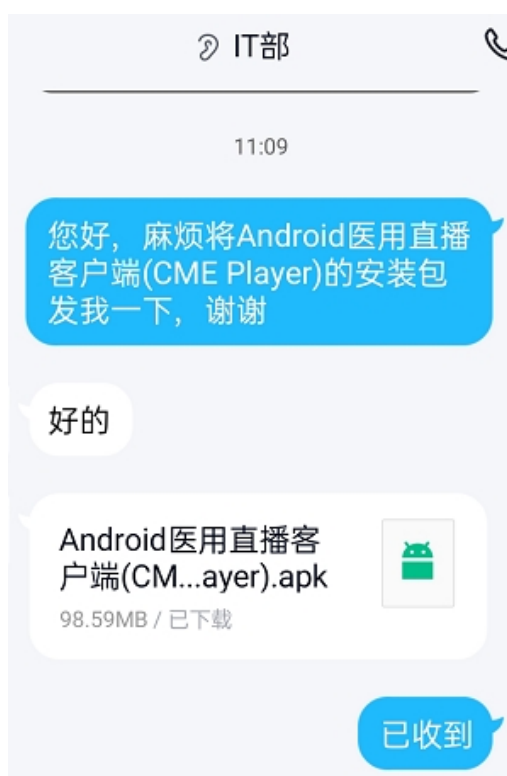 IT部
11:09
您好，麻烦将Android医用直播
客户端(CME Player)的安装包
发我一下，谢谢
好的
Android医用直播客
户端(CM...ayer).apk
98.59MB / 已下载
已收到